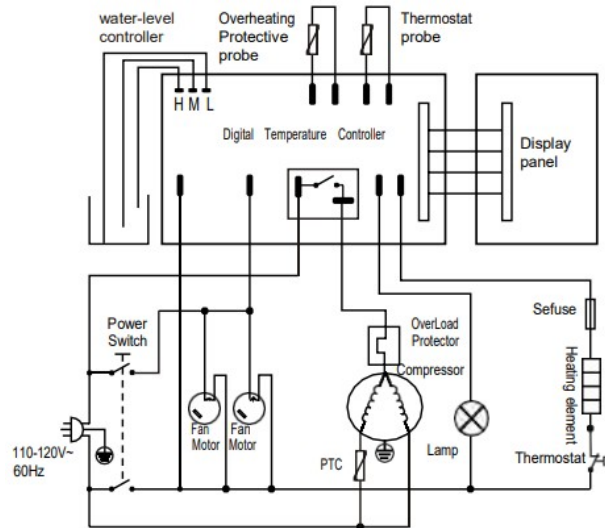 water-level
controller
Overheating
Protective
probe
Thermostat
probe
H M L
Digital Temperature Controller
Display
panel
Power
Switch
OverLoad
Protector
Compressor
Sefuse
Heating element
Fan
Motor
Fan
Motor
110-120V~
60Hz
PTC
Lamp
Thermostat